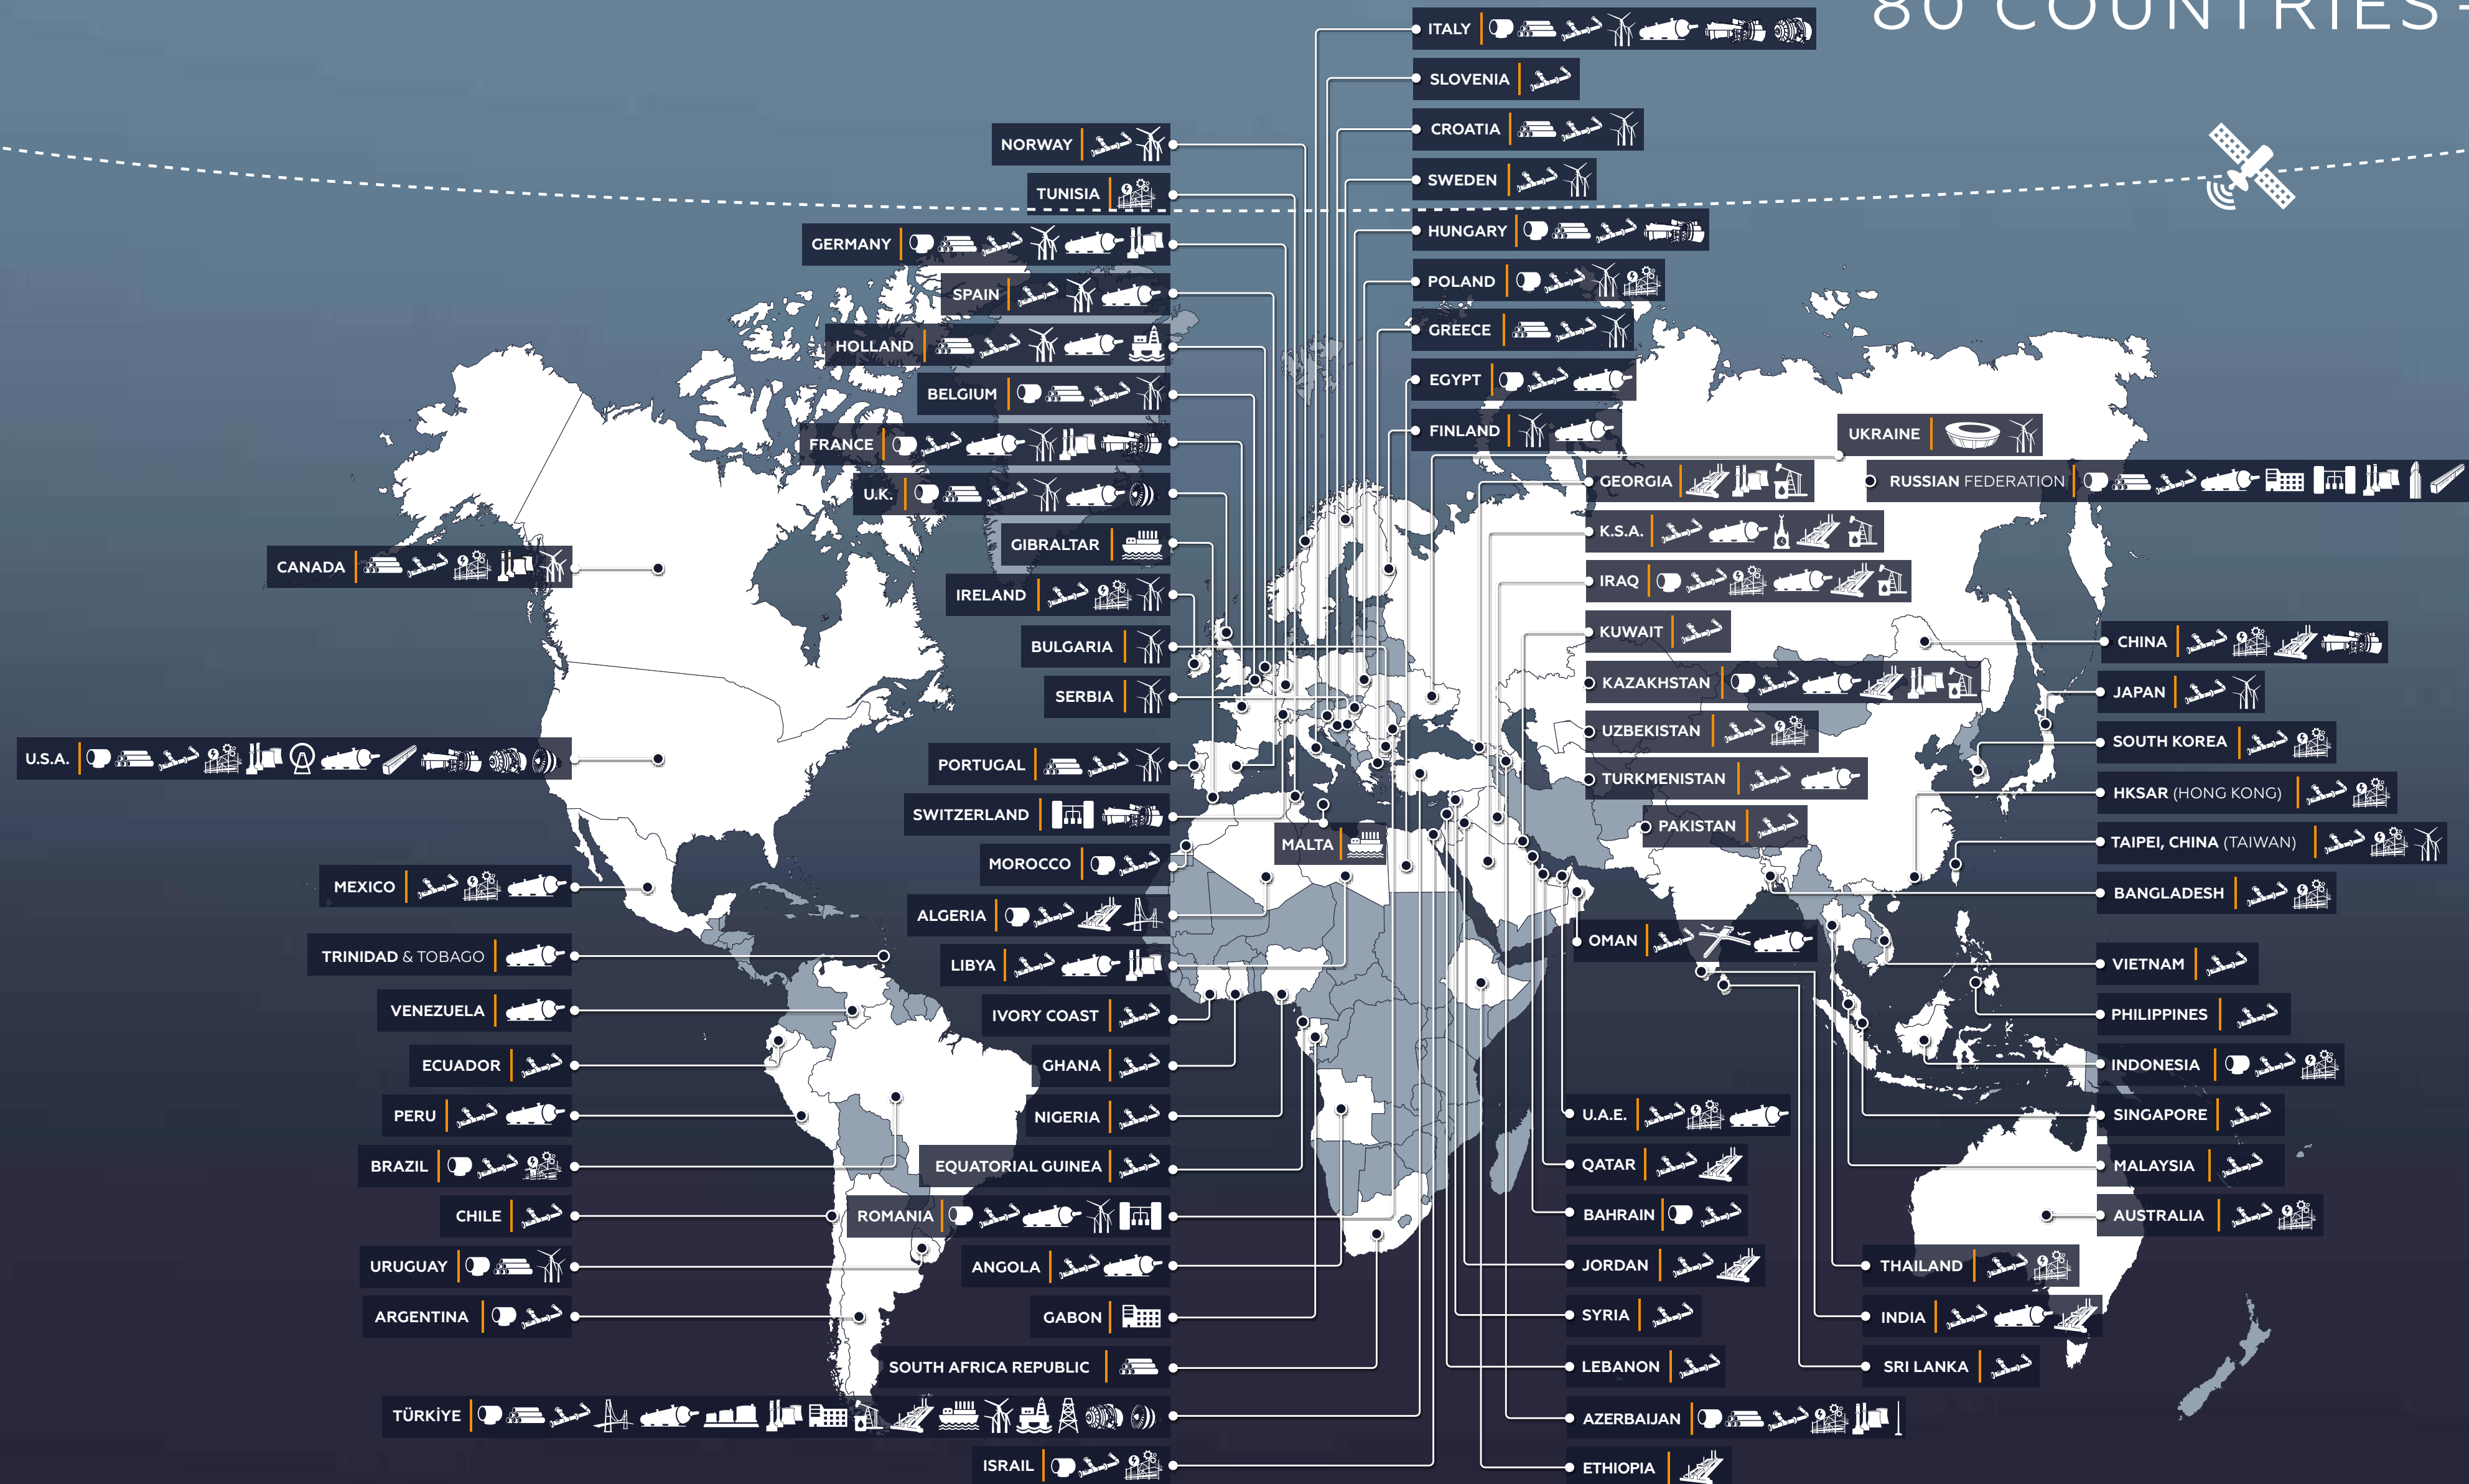 80 COUNTRIES
ITALY
SLOVENIA
CROATIA
SWEDEN
HUNGARY
POLAND
GREECE
EGYPT
FINLAND
NORWAY
TUNISIA
GERMANY
SPAIN
HOLLAND
BELGIUM
FRANCE
U.K.
GIBRALTAR
IRELAND
BULGARIA
SERBIA
PORTUGAL
SWITZERLAND
MOROCCO
ALGERIA
LIBYA
IVORY COAST
GHANA
NIGERIA
EQUATORIAL GUINEA
ROMANIA
ANGOLA
GABON
SOUTH AFRICA REPUBLIC
TÜRKİYE
ISRAIL
CANADA
U.S.A.
MEXICO
TRINIDAD & TOBAGO
VENEZUELA
ECUADOR
PERU
BRAZIL
CHILE
URUGUAY
ARGENTINA
MALTA
UKRAINE
RUSSIAN FEDERATION
GEORGIA
K.S.A.
IRAQ
KUWAIT
KAZAKHSTAN
UZBEKISTAN
TURKMENISTAN
PAKISTAN
OMAN
U.A.E.
QATAR
BAHRAIN
JORDAN
SYRIA
LEBANON
AZERBAIJAN
ETHIOPIA
CHINA
JAPAN
SOUTH KOREA
HKSAR (HONG KONG)
TAIPEI, CHINA (TAIWAN)
BANGLADESH
VIETNAM
PHILIPPINES
INDONESIA
SINGAPORE
MALAYSIA
AUSTRALIA
THAILAND
INDIA
SRI LANKA